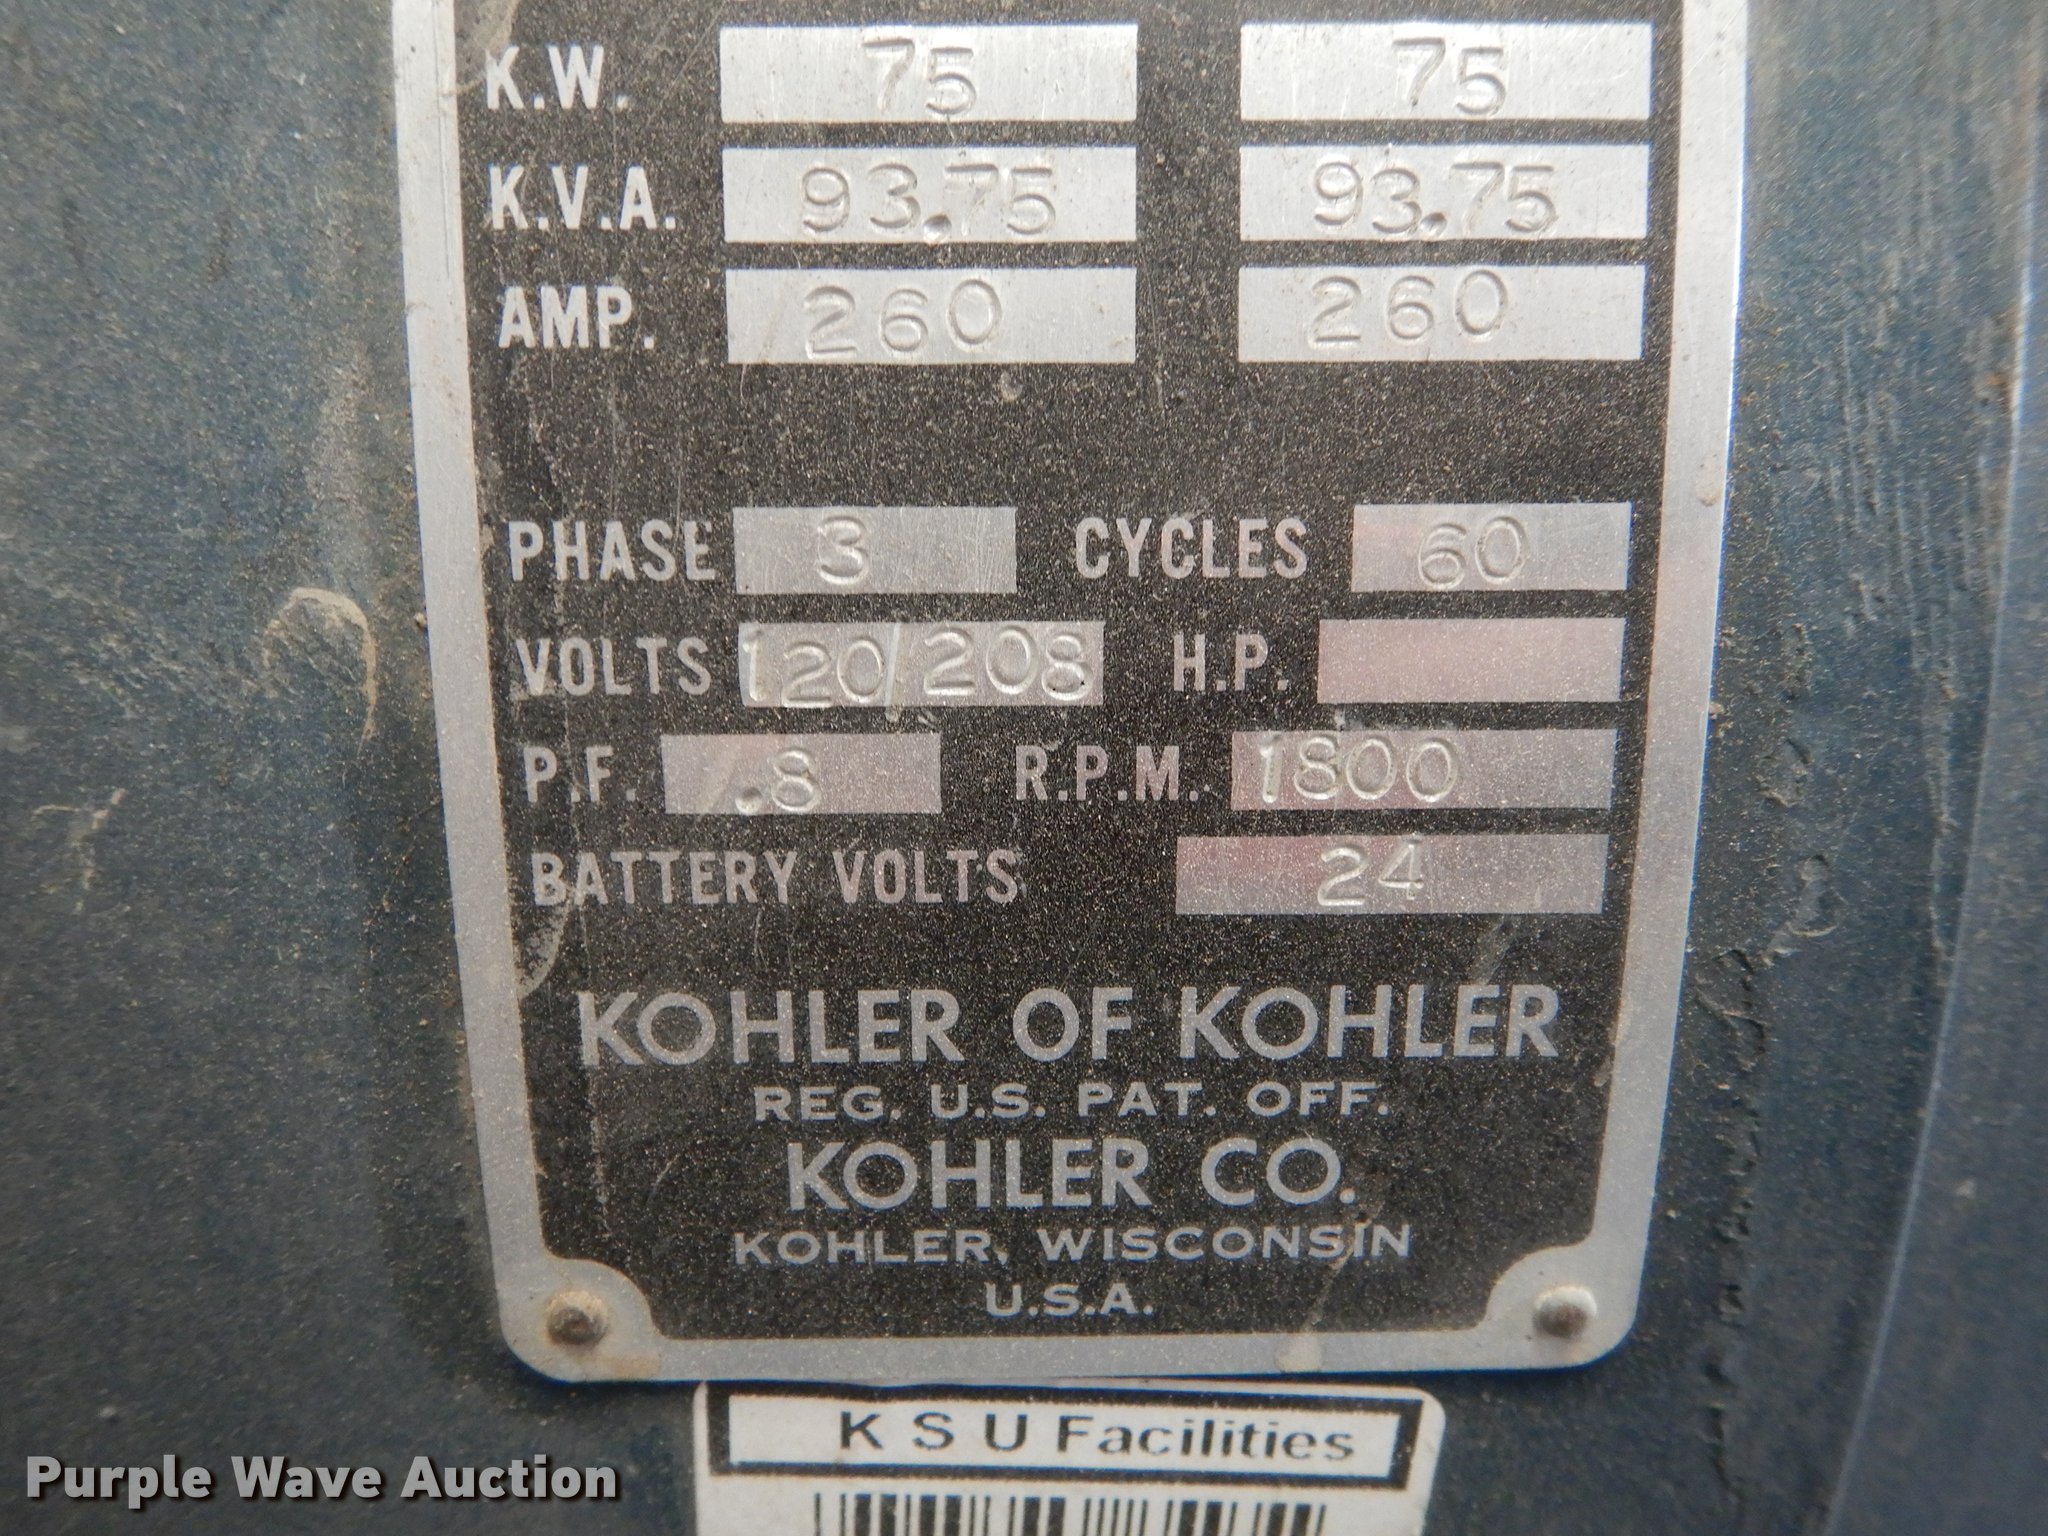 K.W. 75 75
K.V.A. 93.75 93.75
AMP. 260 260
PHASE 3 CYCLES 60
VOLTS 120/208 H.P.
P.F. .8 R.P.M. 1800
BATTERY VOLTS 24
KOHLER OF KOHLER
REG. U.S. PAT. OFF.
KOHLER CO.
KOHLER, WISCONSIN
U.S.A.
K S U Facilities
Purple Wave Auction